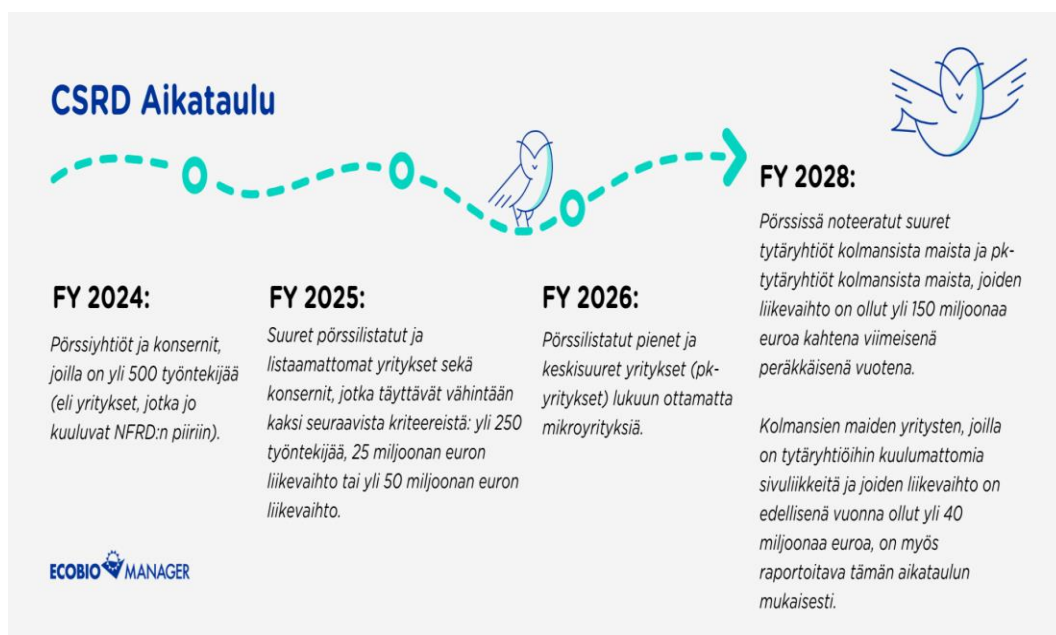 CSRD Aikataulu
FY 2024:
Pörssiyhtiöt ja konsernit,
joilla on yli 500 työntekijää
(eli yritykset, jotka jo
kuuluvat NFRD:n piiriin).
FY 2025:
Suuret pörssilistatut ja
listaamattomat yritykset sekä
konsernit, jotka täyttävät vähintään
kaksi seuraavista kriteereistä: yli 250
työntekijää, 25 miljoonan euron
liikevaihto tai yli 50 miljoonan euron
liikevaihto.
FY 2026:
Pörssilistatut pienet ja
keskisuuret yritykset (pk-
yritykset) lukuun ottamatta
mikroyrityksiä.
FY 2028:
Pörssissä noteeratut suuret
tytäryhtiöt kolmansista maista ja pk-
tytäryhtiöt kolmansista maista, joiden
liikevaihto on ollut yli 150 miljoonaa
euroa kahtena viimeisenä
peräkkäisenä vuotena.
Kolmansien maiden yritysten, joilla
on tytäryhtiöihin kuulumattomia
sivuliikkeitä ja joiden liikevaihto on
edellisenä vuonna ollut yli 40
miljoonaa euroa, on myös
raportoitava tämän aikataulun
mukaisesti.
ECOBIO MANAGER